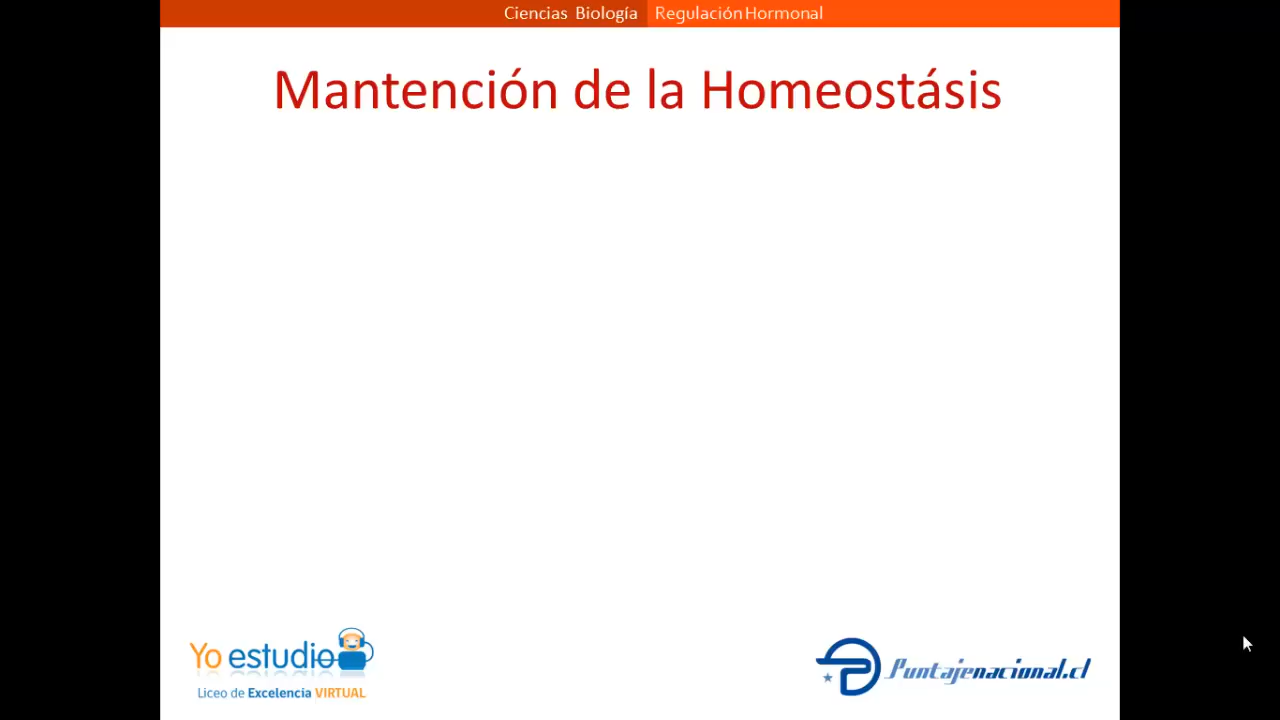 Ciencias Biología Regulación Hormonal
Mantención de la Homeostásis
Yo estudio
Liceo de Excelencia VIRTUAL
Puntajenacional.cl